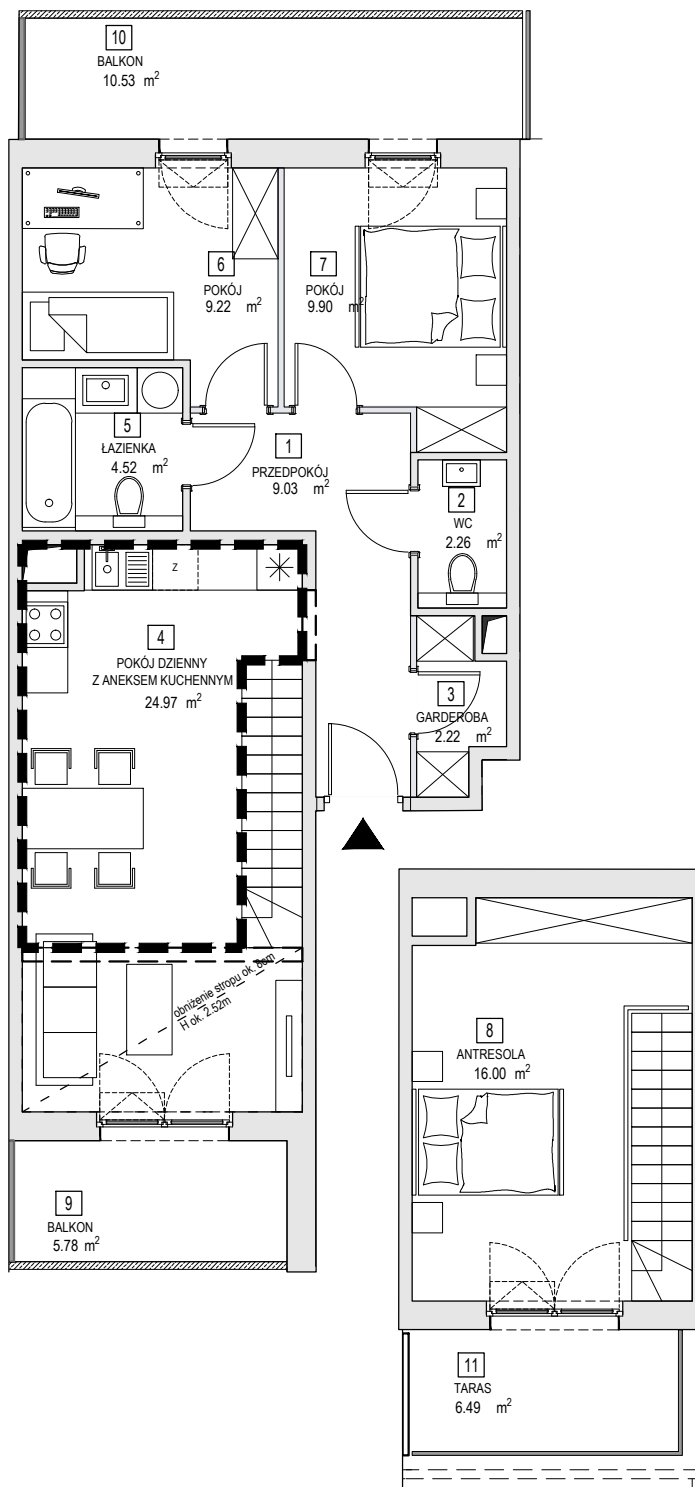 10
BALKON
10.53 m²
6
POKÓJ
9.22 m²
7
POKÓJ
9.90 m²
5
ŁAZIENKA
4.52 m²
1
PRZEDPOKÓJ
9.03 m²
2
WC
2.26 m²
z
4
POKÓJ DZIENNY
Z ANEKSEM KUCHENNYM
24.97 m²
3
GARDEROBA
2.22 m²
obniżenie stropu ok. 8cm
H ok. 2.52m
8
ANTRESOLA
16.00 m²
9
BALKON
5.78 m²
11
TARAS
6.49 m²